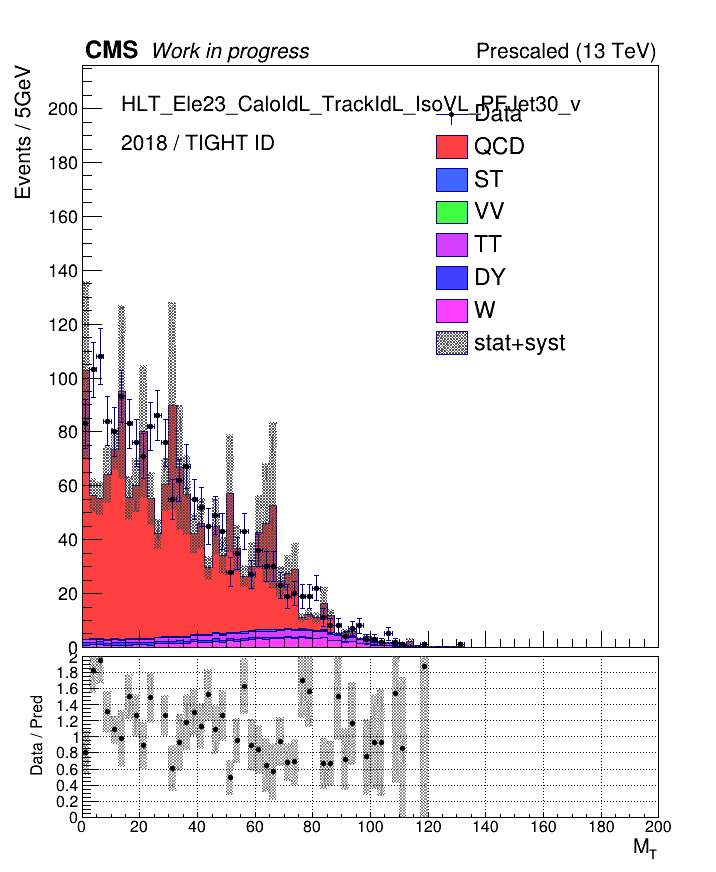 CMS Work in progress Prescaled (13 TeV)
Events / 5GeV
HLT_Ele23_CaloIdL_TrackIdL_IsoVL_PFJet30_v
2018 / TIGHT ID
Data
QCD
ST
VV
TT
DY
W
stat+syst
200
180
160
140
120
100
80
60
40
20
0
Data / Pred
2
1.8
1.6
1.4
1.2
1
0.8
0.6
0.4
0.2
0
0 20 40 60 80 100 120 140 160 180 200
M_T